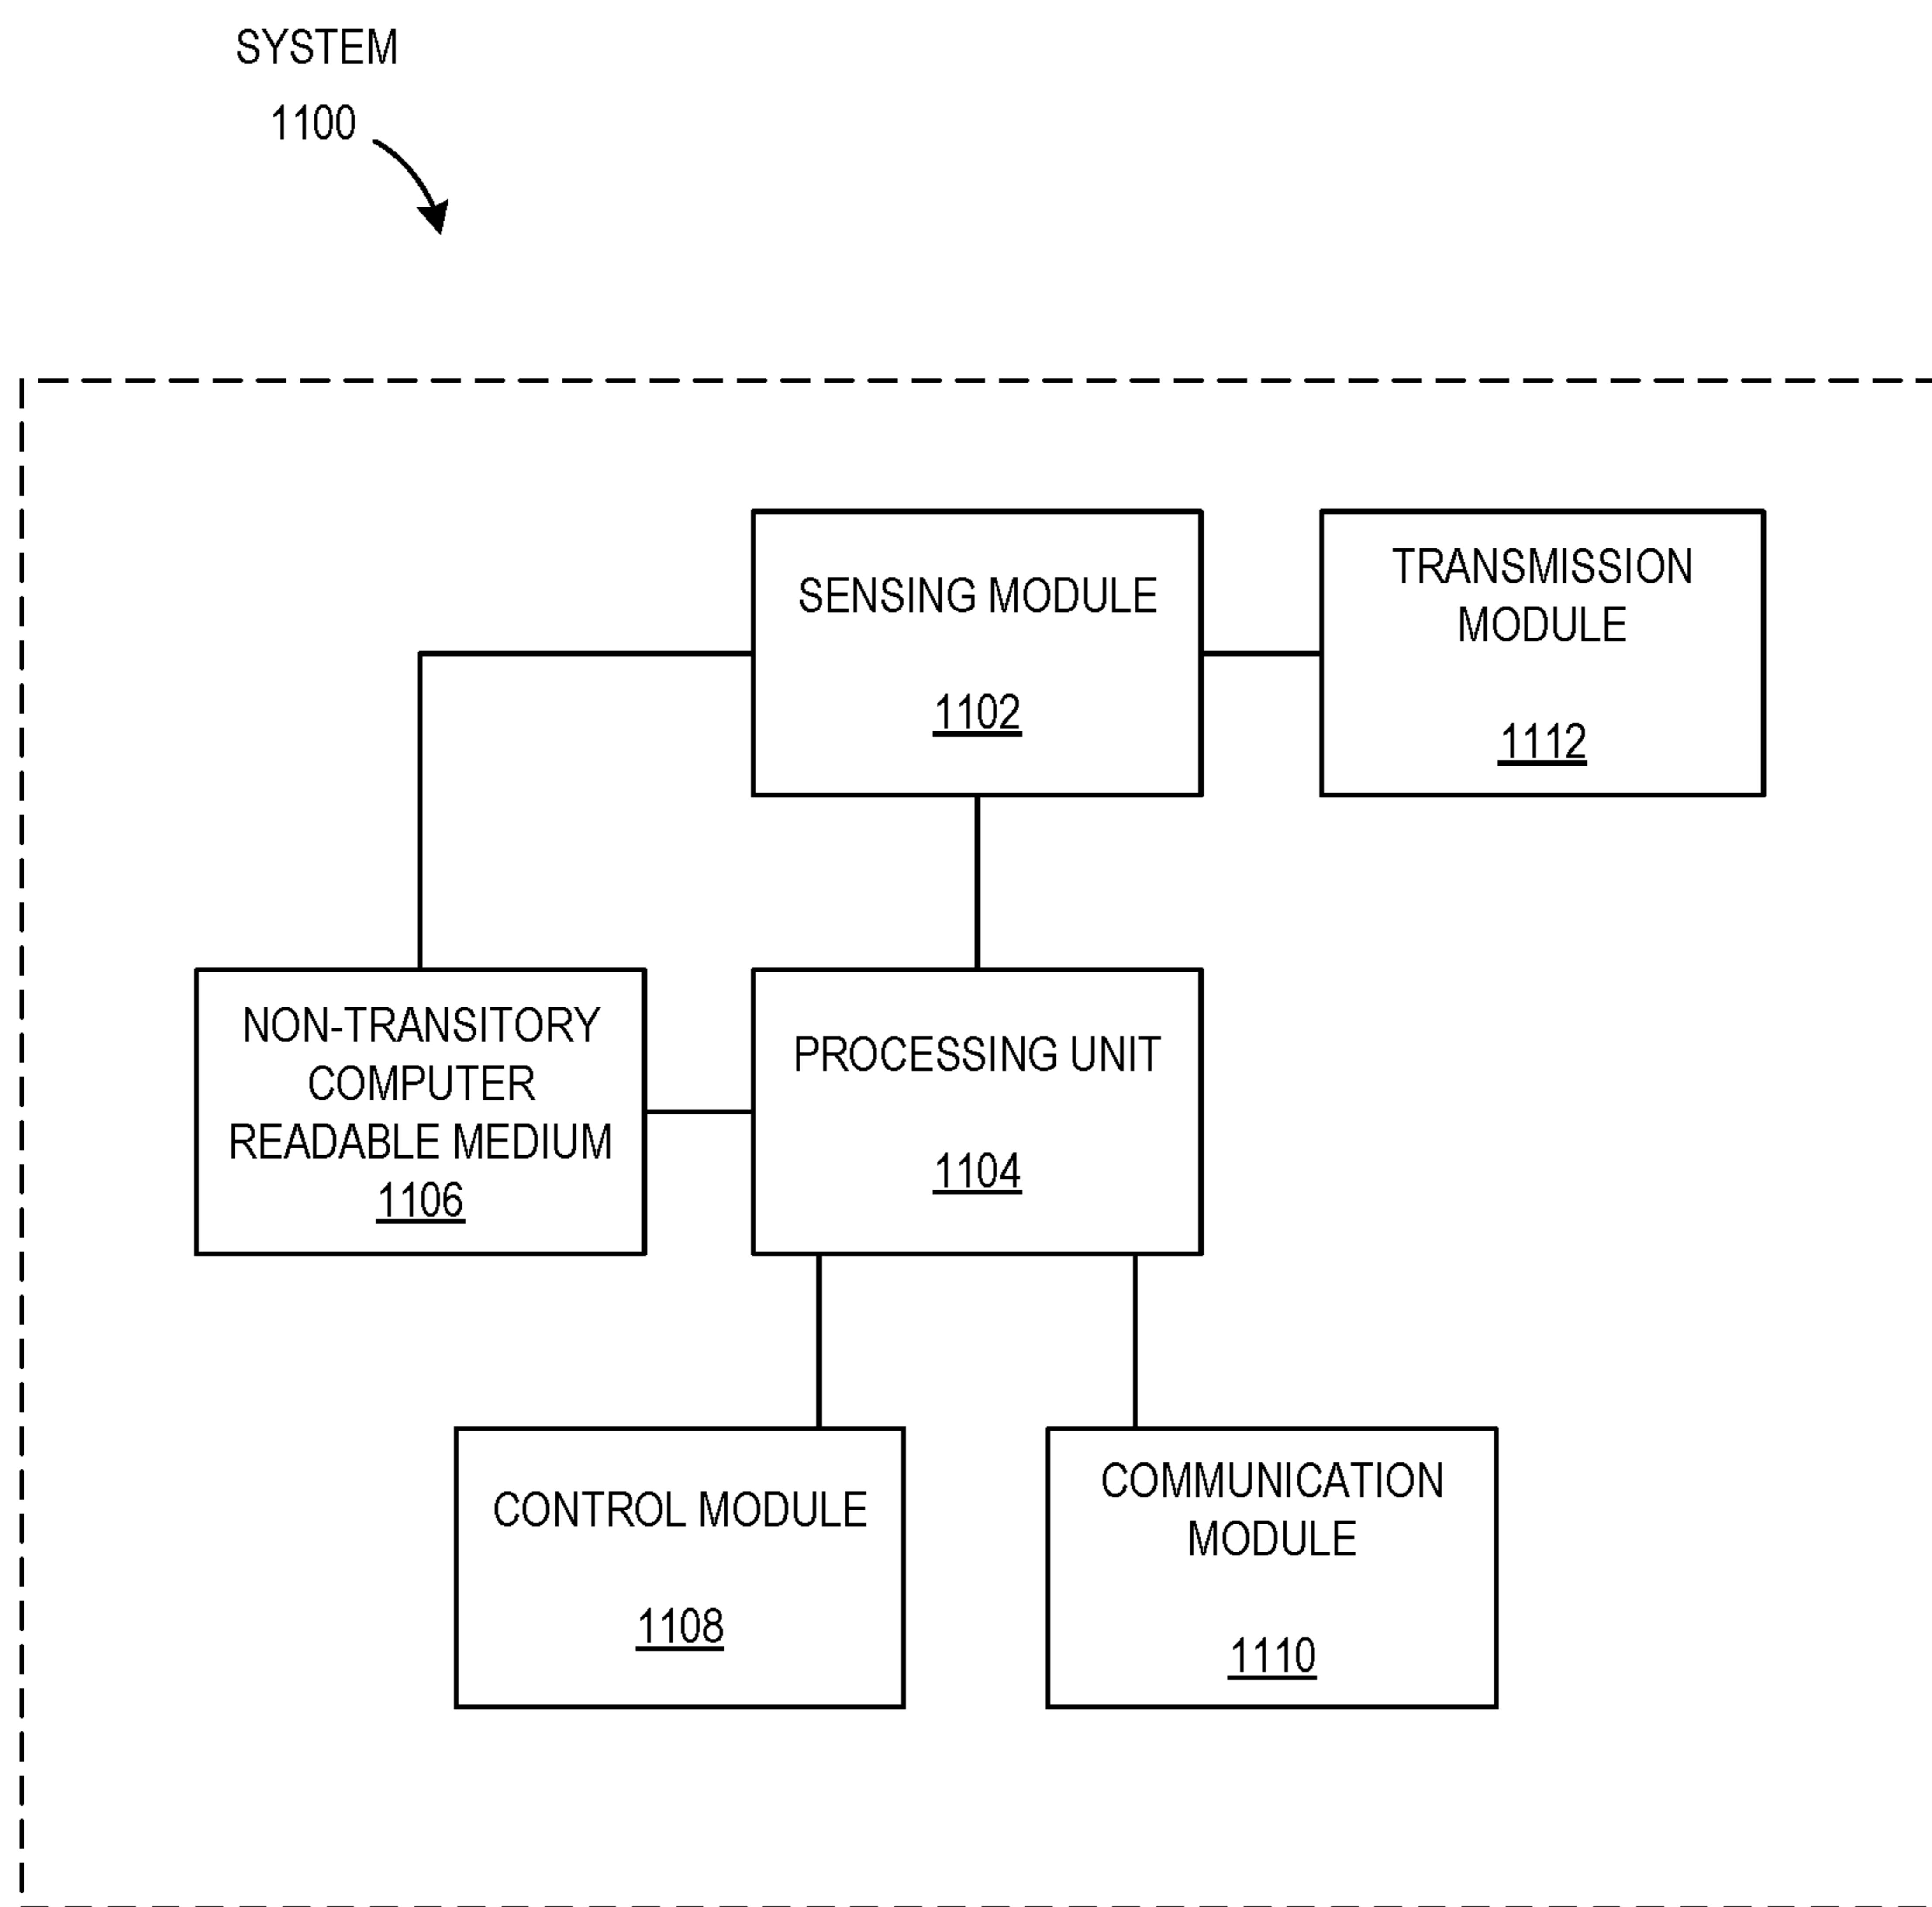 SYSTEM
1100
SENSING MODULE
1102
TRANSMISSION
MODULE
1112
NON-TRANSITORY
COMPUTER
READABLE MEDIUM
1106
PROCESSING UNIT
1104
CONTROL MODULE
1108
COMMUNICATION
MODULE
1110